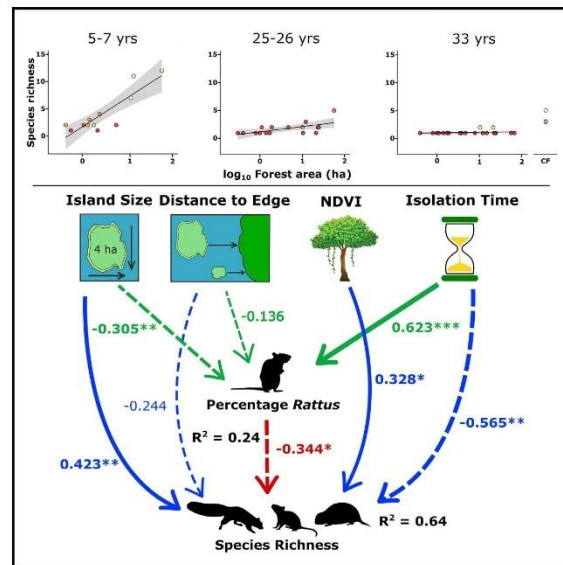 5-7 yrs 25-26 yrs 33 yrs
Species richness
15 15 15
10 10 10
5 5 5
0 0 0
0 1 2 0 1 2 0 1 2 CF
log₁₀ Forest area (ha)
Island Size Distance to Edge NDVI Isolation Time
4 ha
-0.305** -0.136 0.623***
Percentage Rattus
0.328*
-0.244 -0.565**
R² = 0.24 -0.344*
0.423**
R² = 0.64
Species Richness